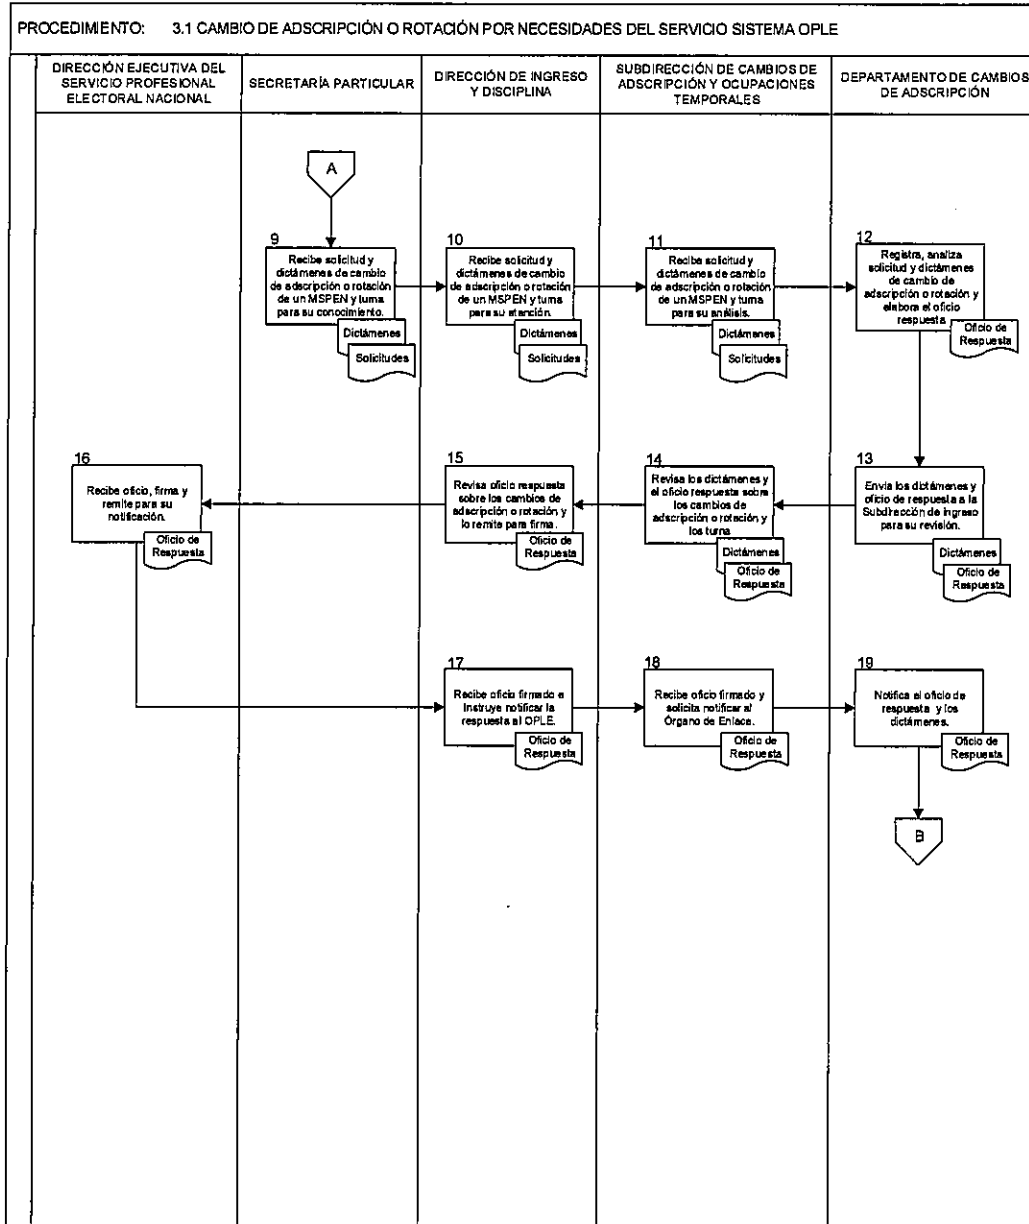 PROCEDIMIENTO: 3.1 CAMBIO DE ADSCRIPCIÓN O ROTACIÓN POR NECESIDADES DEL SERVICIO SISTEMA OPLE
DIRECCIÓN EJECUTIVA DEL
SERVICIO PROFESIONAL
ELECTORAL NACIONAL
SECRETARÍA PARTICULAR
DIRECCIÓN DE INGRESO
Y DISCIPLINA
SUBDIRECCIÓN DE CAMBIOS DE
ADSCRIPCIÓN Y OCUPACIONES
TEMPORALES
DEPARTAMENTO DE CAMBIOS
DE ADSCRIPCIÓN
A
9
Recibe solicitud y
dictámenes de cambio
de adscripción o rotación
de un MSPEN y turna
para su conocimiento.
Dictámenes
Solicitudes
10
Recibe solicitud y
dictámenes de cambio
de adscripción o rotación
de un MSPEN y turna
para su atención.
Dictámenes
Solicitudes
11
Recibe solicitud y
dictámenes de cambio
de adscripción o rotación
de un MSPEN y turna
para su análisis.
Dictámenes
Solicitudes
12
Registra, analiza
solicitud y dictámenes
de cambio de
adscripción o rotación y
elabora el oficio
respuesta
Oficio de
Respuesta
16
Recibe oficio, firma y
remite para su
notificación.
Oficio de
Respuesta
15
Revisa oficio respuesta
sobre los cambios de
adscripción o rotación y
lo remite para firma.
14
Revisa los dictámenes y
el oficio respuesta sobre
los cambios de
adscripción o rotación y
los turna
Dictámenes
Oficio de
Respuesta
13
Envía los dictámenes y
oficio de respuesta a la
Subdirección de ingreso
para su revisión.
Dictámenes
Oficio de
Respuesta
17
Recibe oficio firmado e
Instruye notificar la
respuesta al OPLE.
Oficio de
Respuesta
18
Recibe oficio firmado y
solicita notificar al
Órgano de Enlace.
Oficio de
Respuesta
19
Notifica el oficio de
respuesta y los
dictámenes.
Oficio de
Respuesta
B